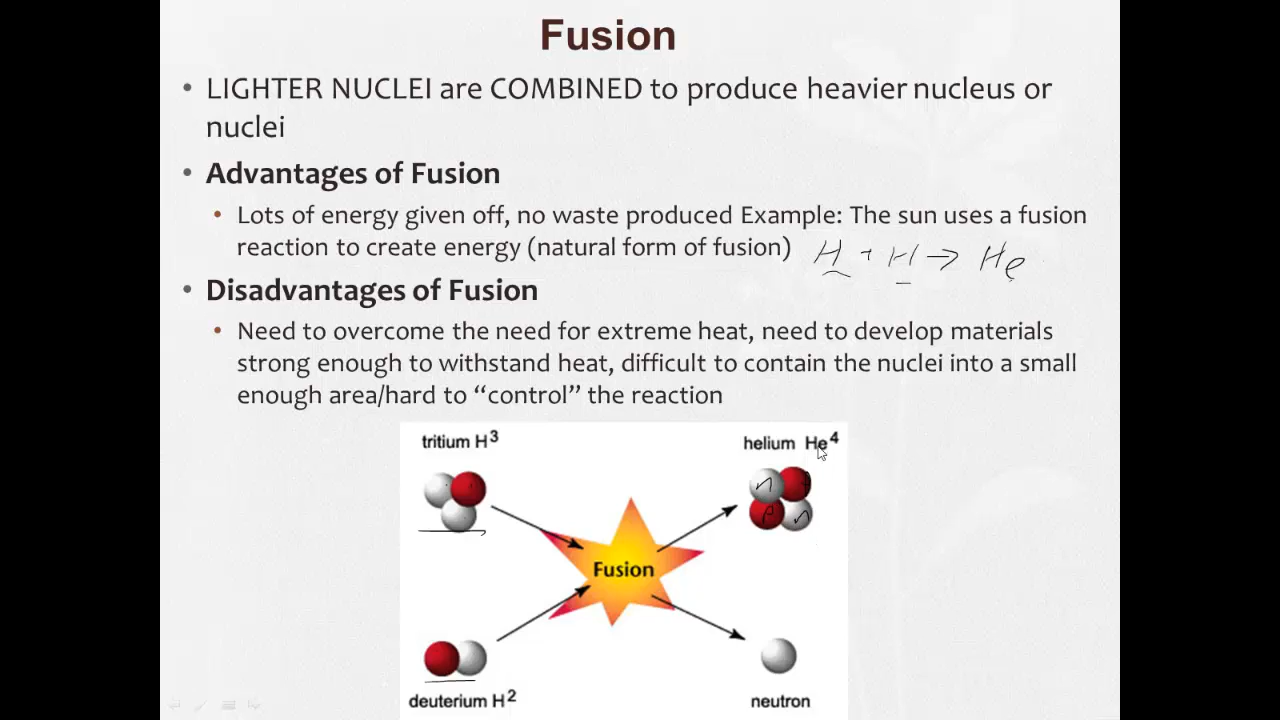 Fusion
• LIGHTER NUCLEI are COMBINED to produce heavier nucleus or
nuclei
• Advantages of Fusion
• Lots of energy given off, no waste produced Example: The sun uses a fusion
reaction to create energy (natural form of fusion)
H + H → He
• Disadvantages of Fusion
• Need to overcome the need for extreme heat, need to develop materials
strong enough to withstand heat, difficult to contain the nuclei into a small
enough area/hard to “control” the reaction
tritium H³
helium He⁴
n
P n
Fusion
deuterium H²
neutron